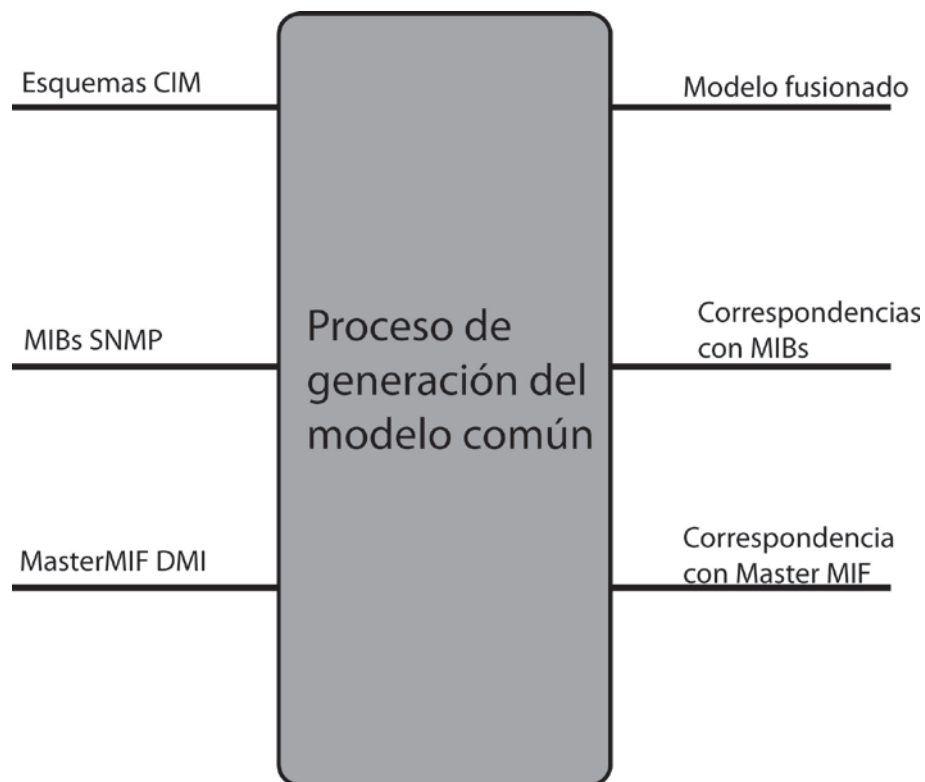 Esquemas CIM
MIBs SNMP
MasterMIF DMI
Proceso de
generación del
modelo común
Modelo fusionado
Correspondencias
con MIBs
Correspondencia
con Master MIF